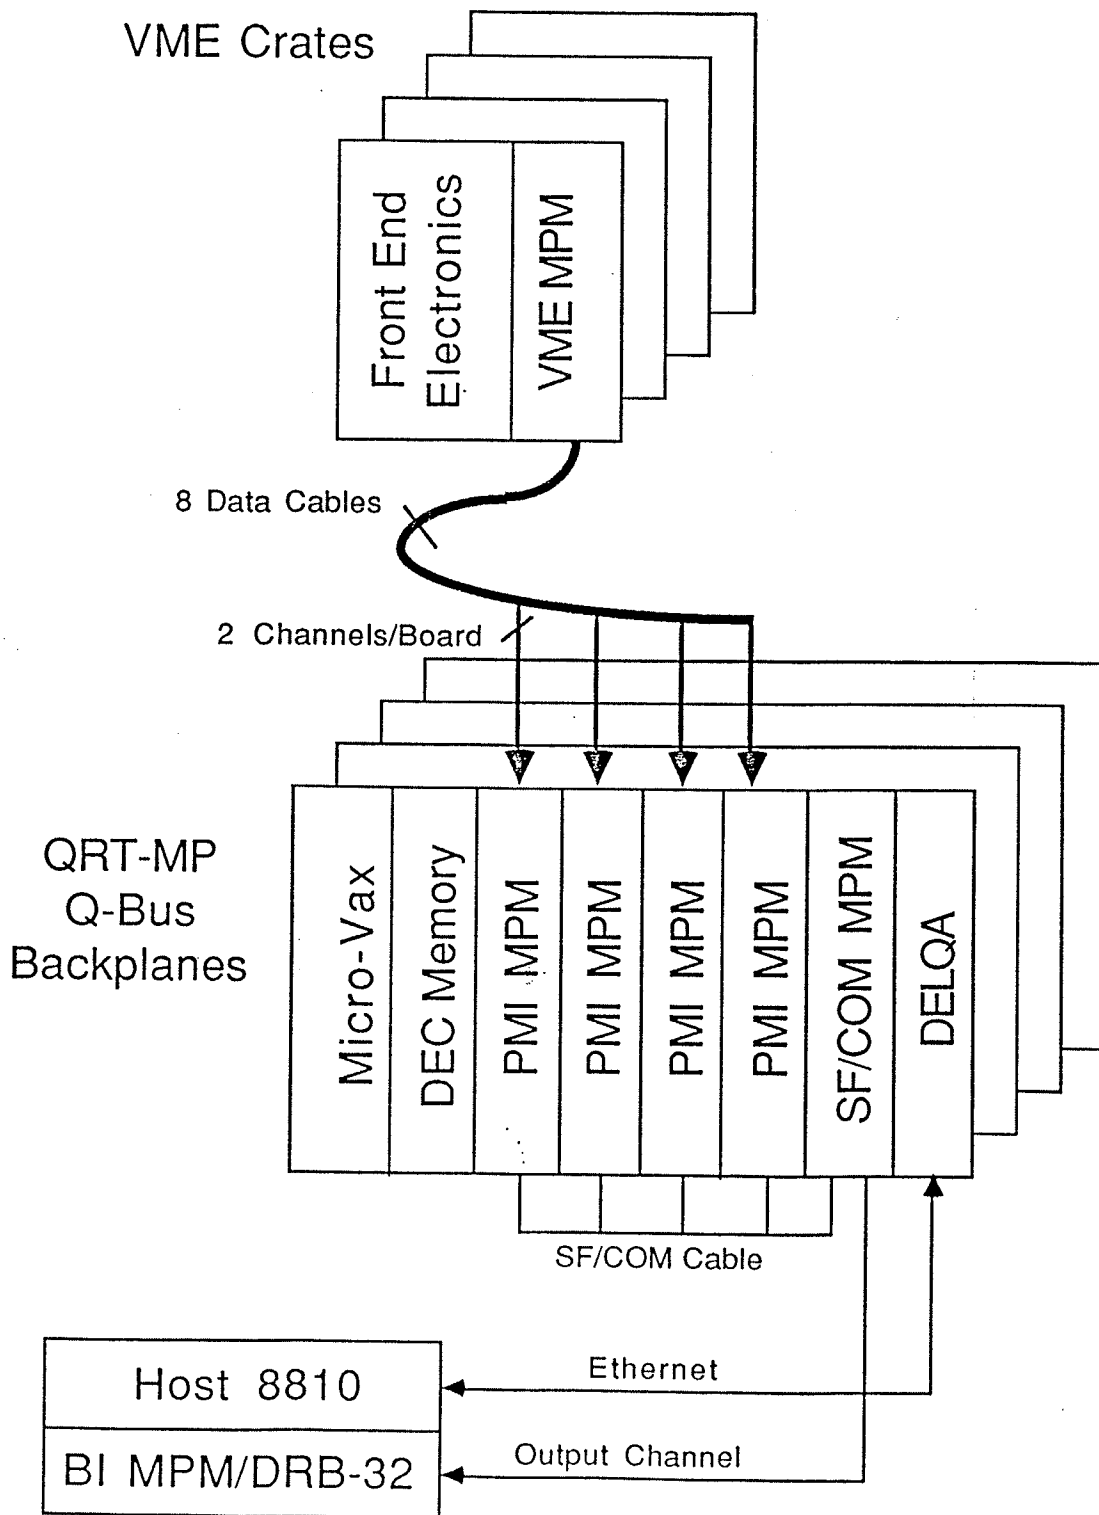 VME Crates
Front End
Electronics
VME MPM
8 Data Cables
2 Channels/Board
QRT-MP
Q-Bus
Backplanes
Micro-Vax
DEC Memory
PMI MPM
PMI MPM
PMI MPM
PMI MPM
SF/COM MPM
DELQA
SF/COM Cable
Host 8810
Ethernet
BI MPM/DRB-32
Output Channel